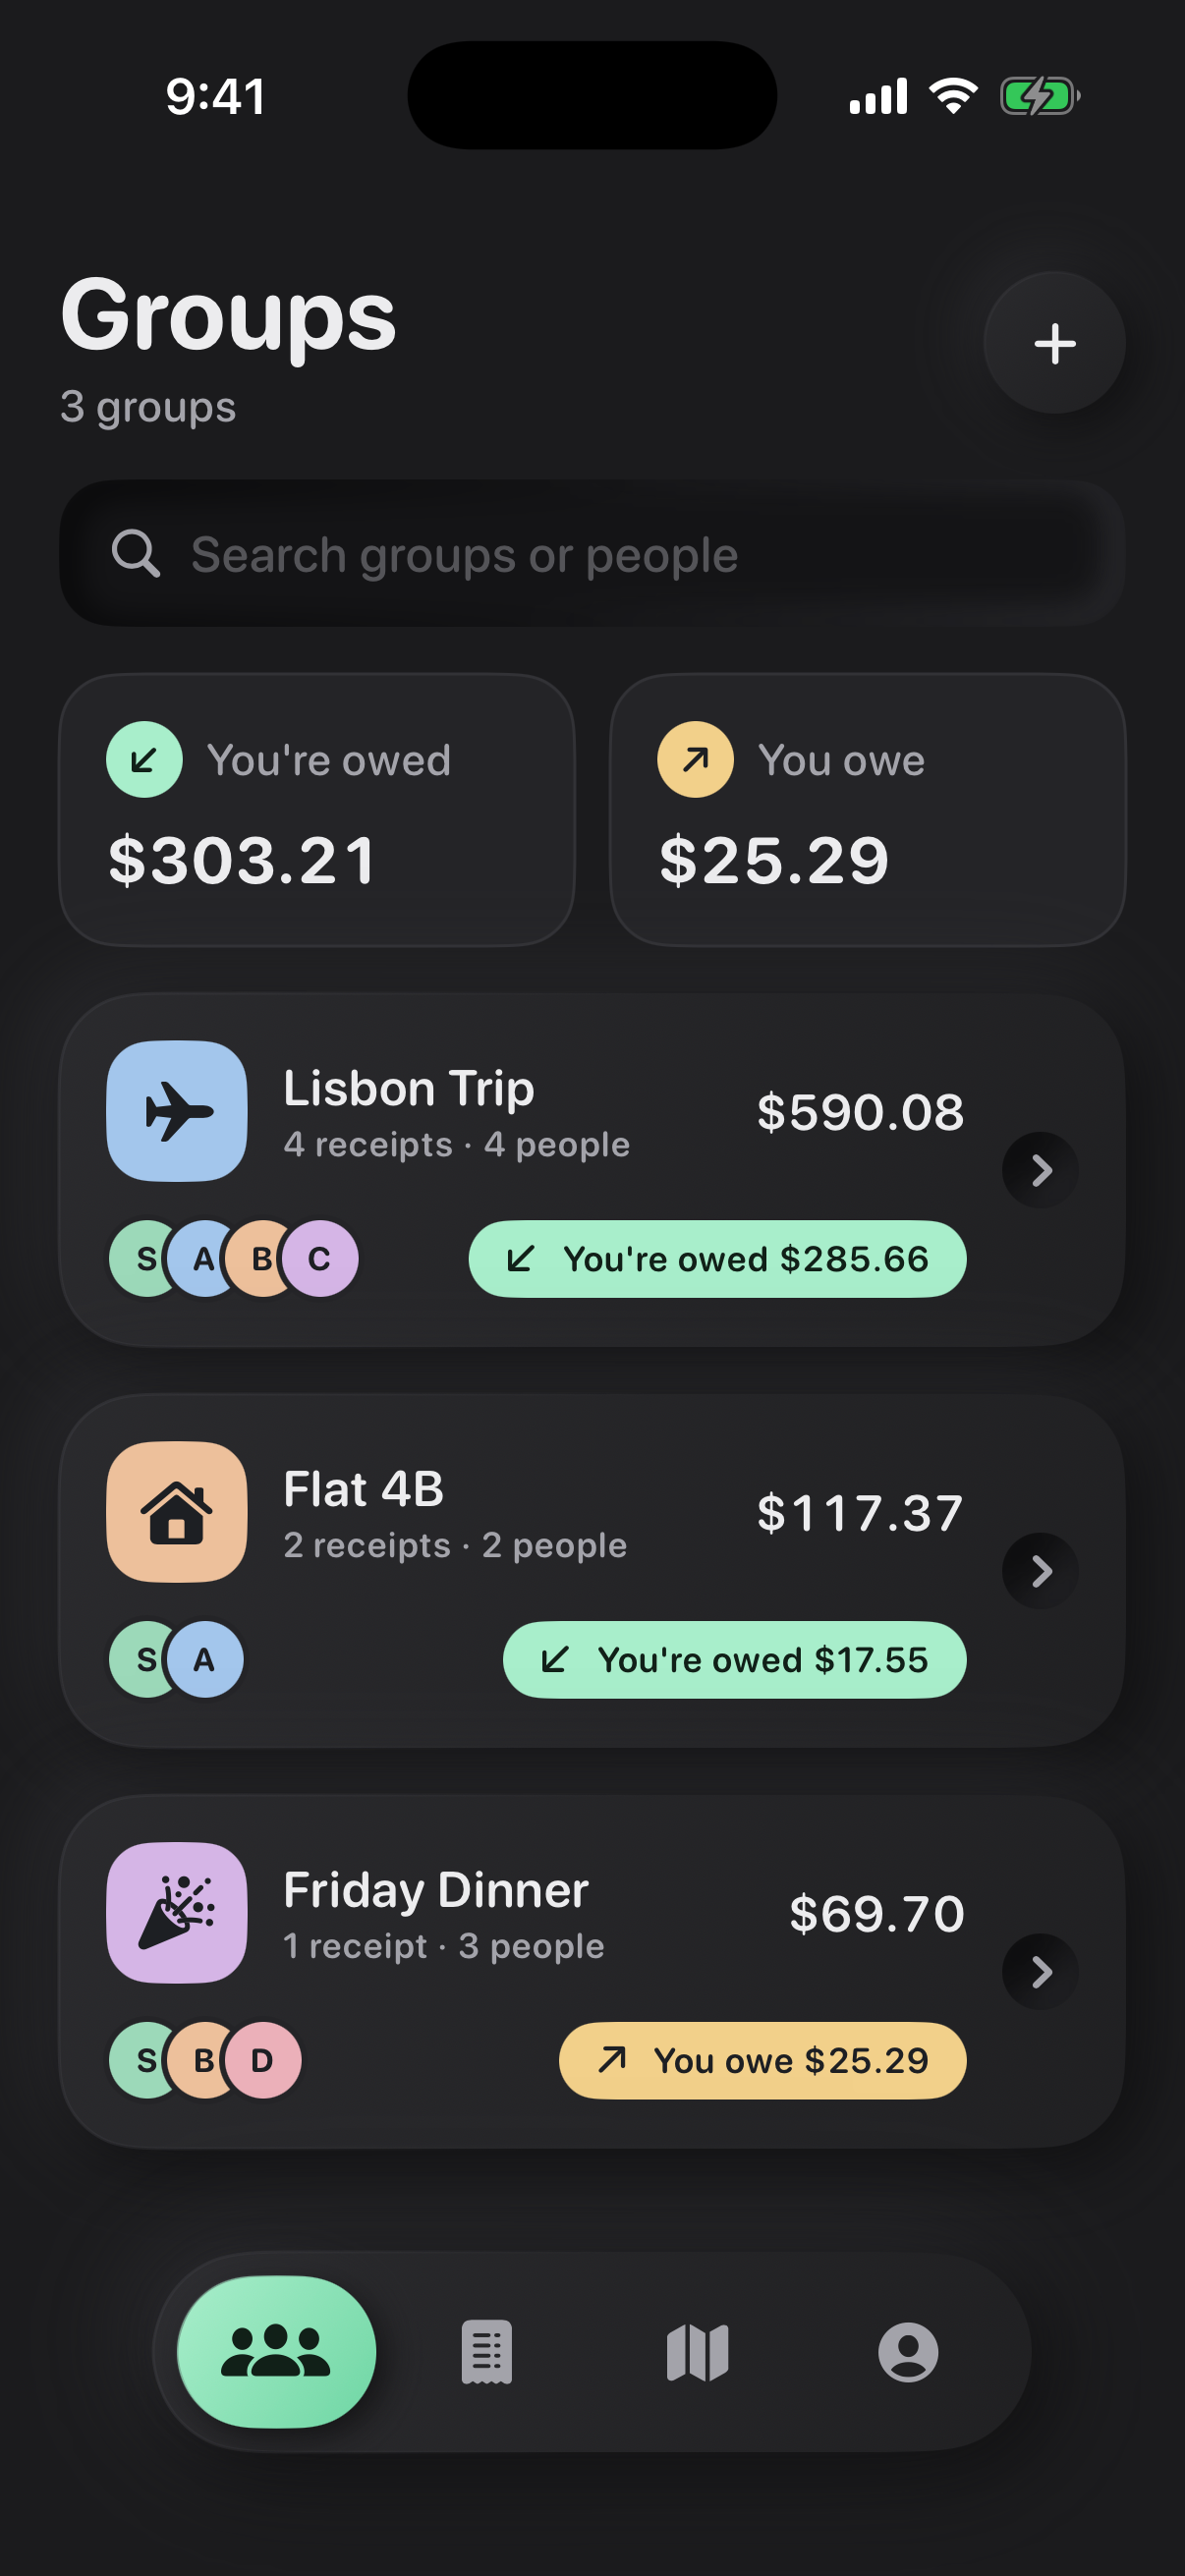 9:41
Groups
3 groups
Search groups or people
You're owed
$303.21
You owe
$25.29
Lisbon Trip
4 receipts · 4 people
$590.08
S A B C
You're owed $285.66
Flat 4B
2 receipts · 2 people
$117.37
S A
You're owed $17.55
Friday Dinner
1 receipt · 3 people
$69.70
S B D
You owe $25.29